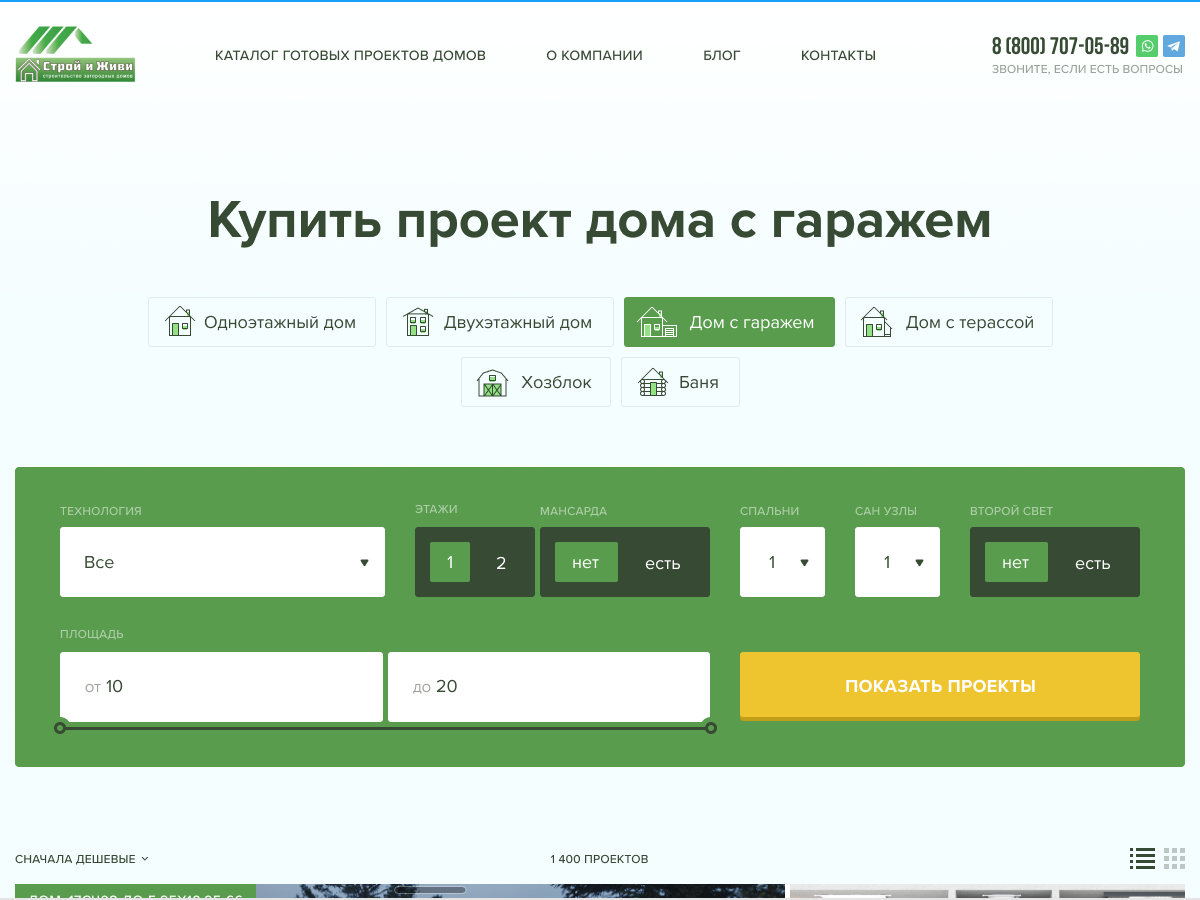 Строй и Живи
строительство загородных домов
КАТАЛОГ ГОТОВЫХ ПРОЕКТОВ ДОМОВ
О КОМПАНИИ
БЛОГ
КОНТАКТЫ
8 (800) 707-05-89
ЗВОНИТЕ, ЕСЛИ ЕСТЬ ВОПРОСЫ
Купить проект дома с гаражем
Одноэтажный дом
Двухэтажный дом
Дом с гаражем
Дом с терассой
Хозблок
Баня
ТЕХНОЛОГИЯ
ЭТАЖИ
МАНСАРДА
СПАЛЬНИ
САН УЗЛЫ
ВТОРОЙ СВЕТ
Все
1 2
нет есть
1
1
нет есть
ПЛОЩАДЬ
от 10
до 20
ПОКАЗАТЬ ПРОЕКТЫ
СНАЧАЛА ДЕШЕВЫЕ
1 400 ПРОЕКТОВ